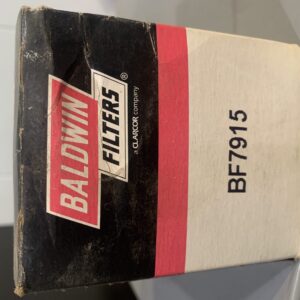 BALDWIN
FILTERS®
a CLARCOR company
BF7915